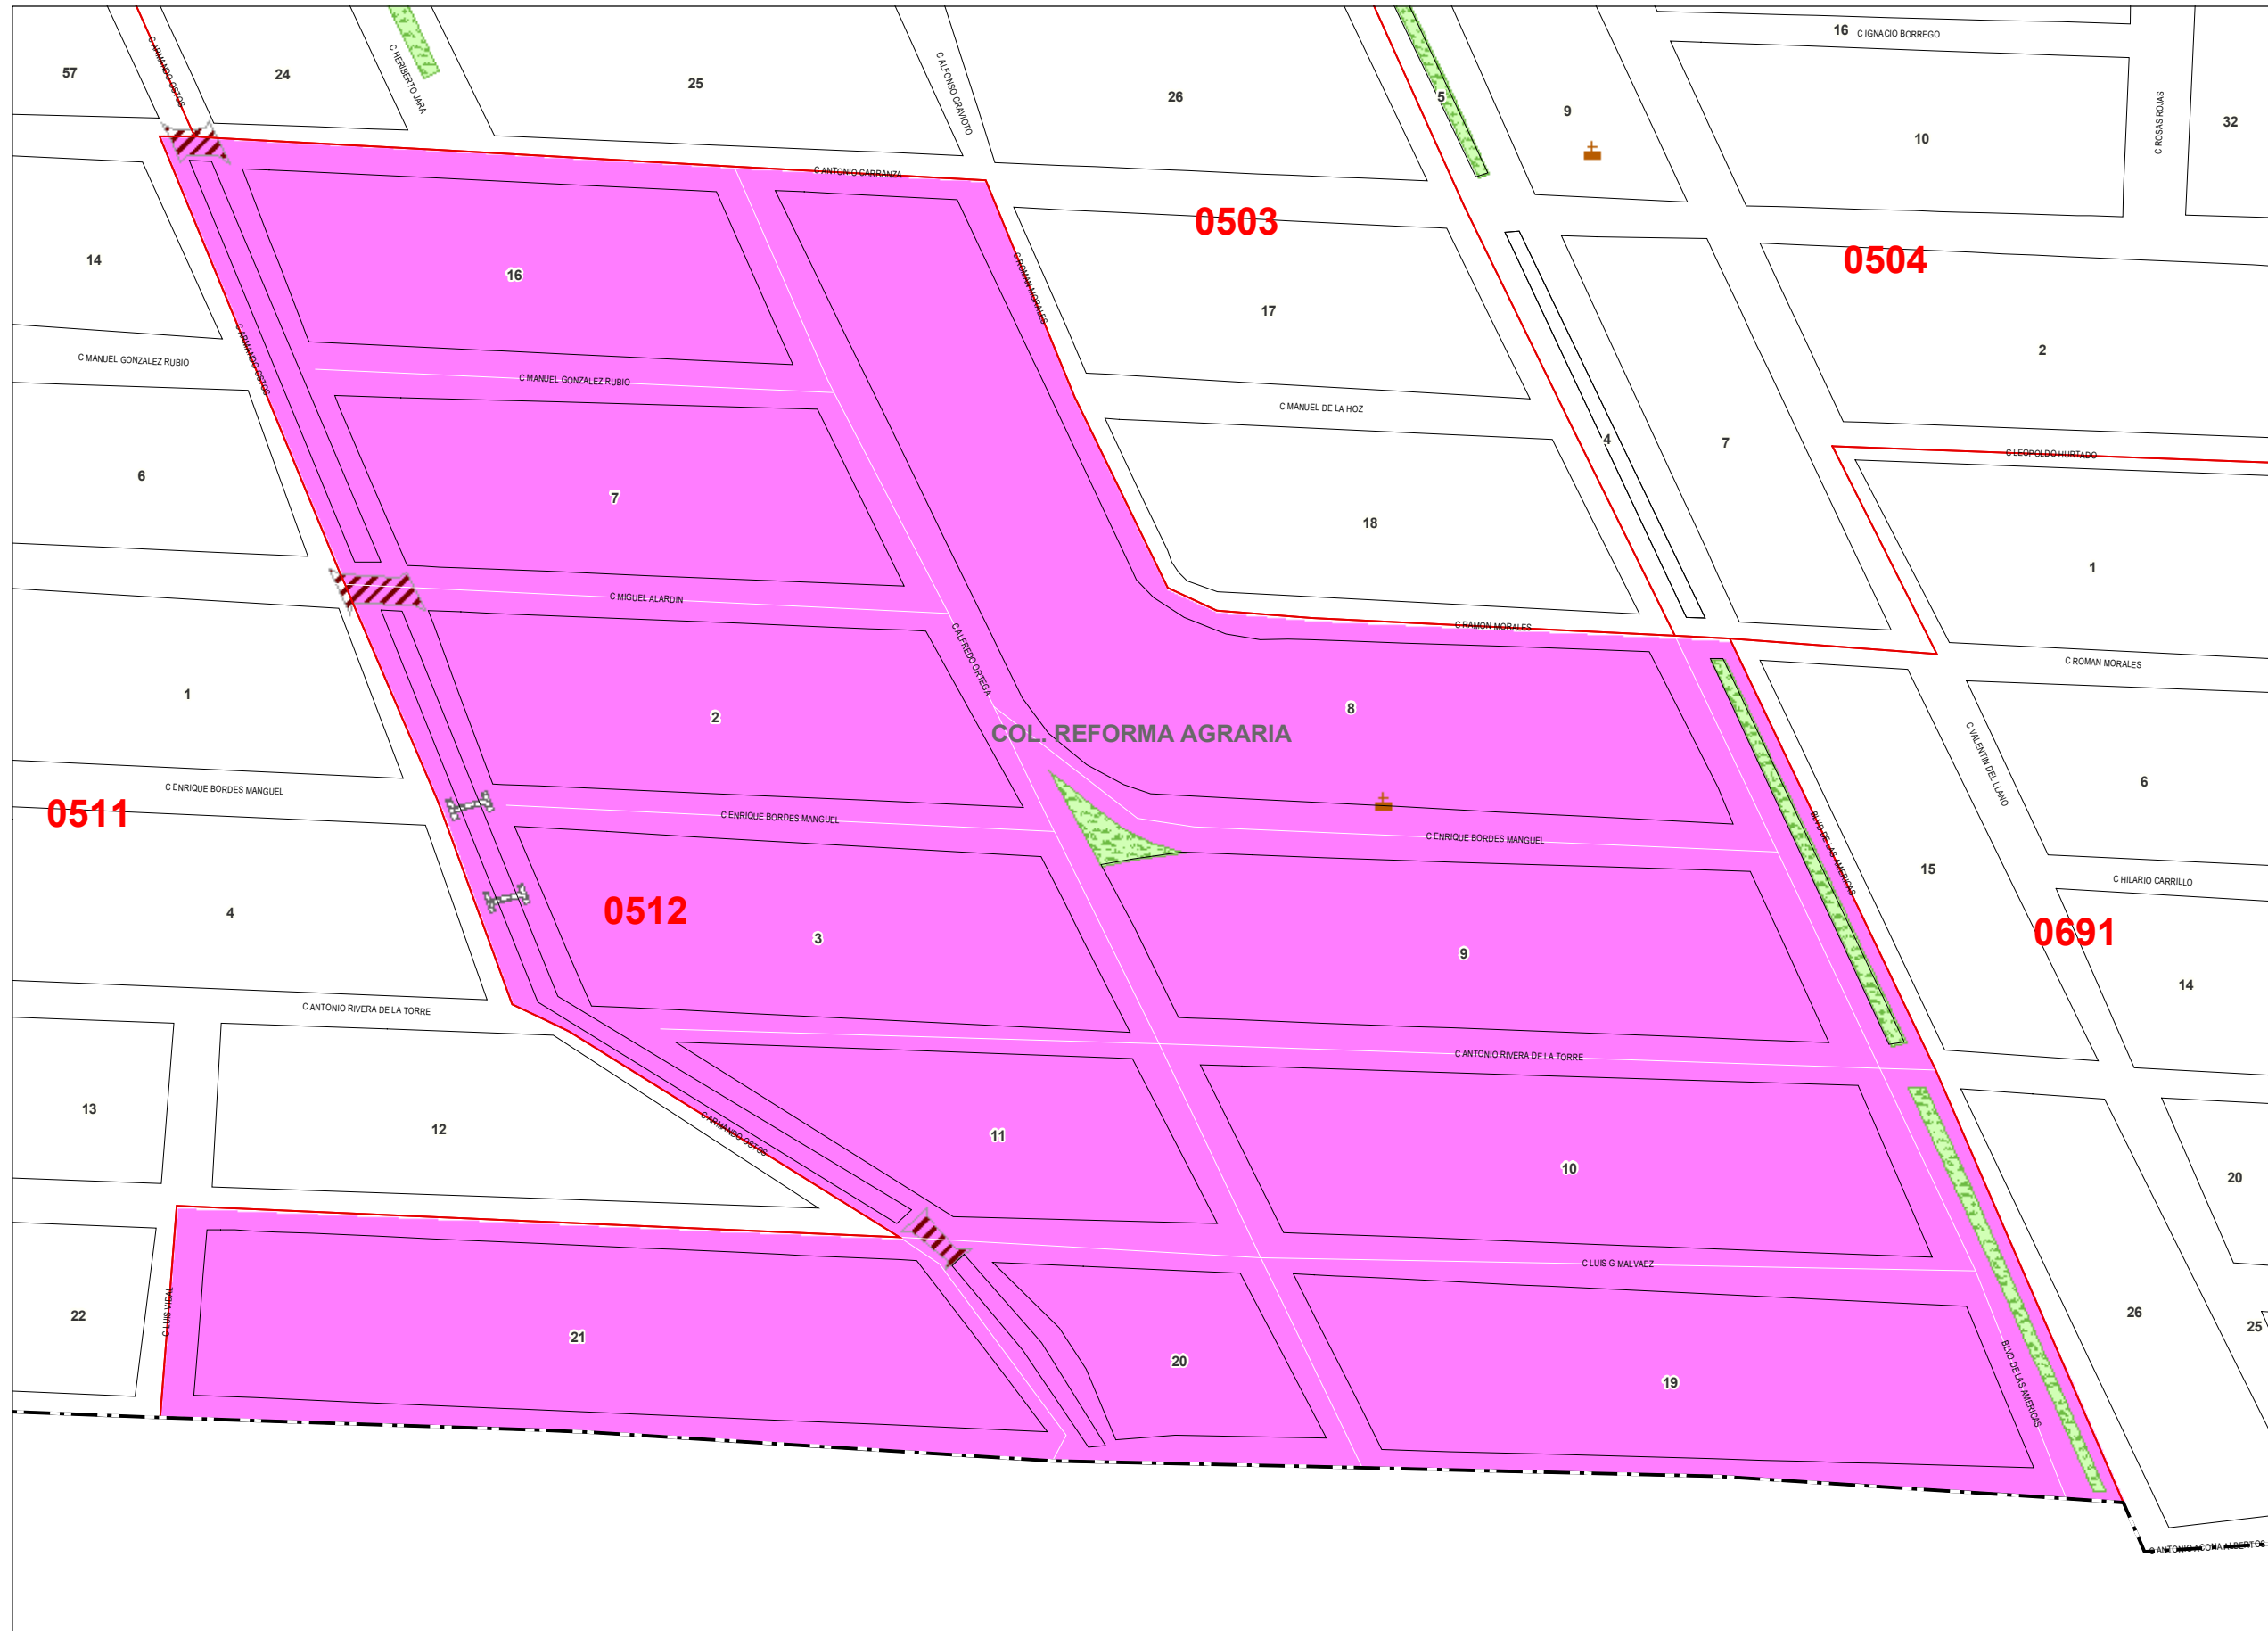 16
C IGNACIO BORREGO
C ARMANDO OSTOS
57
24
C HERIBERTO JARA
25
C ALFONSO CRAVIOTO
26
5
9
10
C ROSAS ROJAS
32
C ANTONIO CARRANZA
0503
0504
14
16
C ROMAN MORALES
17
2
C MANUEL GONZALEZ RUBIO
C ARMANDO OSTOS
C MANUEL GONZALEZ RUBIO
C MANUEL DE LA HOZ
4
7
C LEOPOLDO HURTADO
6
7
18
1
C MIGUEL ALARDIN
C RAMON MORALES
C ALFREDO ORTEGA
C ROMAN MORALES
1
2
8
COL. REFORMA AGRARIA
C VALENTIN DEL LLANO
6
C ENRIQUE BORDES MANGUEL
0511
C ENRIQUE BORDES MANGUEL
C ENRIQUE BORDES MANGUEL
BLVD DE LAS AMERICAS
15
C HILARIO CARRILLO
4
0512
3
9
0691
14
C ANTONIO RIVERA DE LA TORRE
C ANTONIO RIVERA DE LA TORRE
13
12
C ARMANDO OSTOS
11
10
20
C LUIS G MALVAEZ
22
C LUIS VIDAL
21
20
19
BLVD DE LAS AMERICAS
26
25